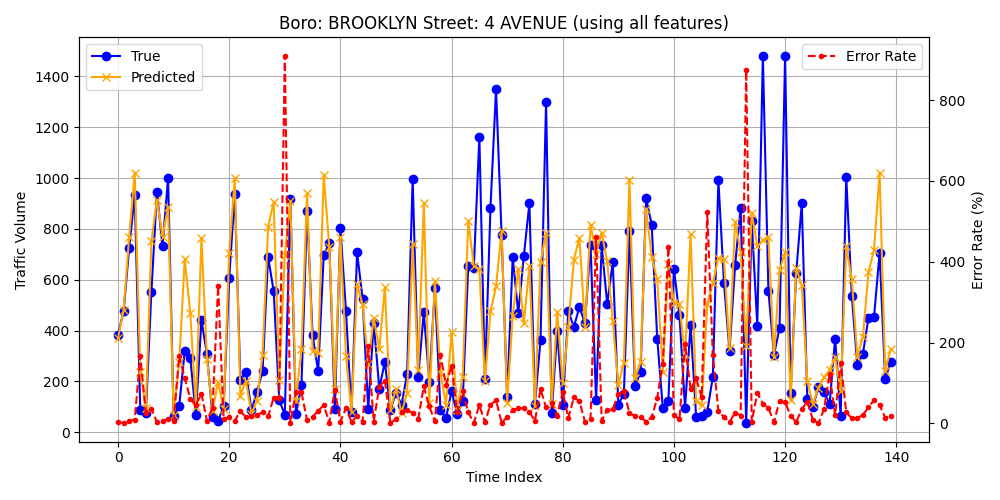 Boro: BROOKLYN Street: 4 AVENUE (using all features)
True
Predicted
Error Rate
1400
1200
1000
800
600
400
200
0
Traffic Volume
800
600
400
200
0
Error Rate (%)
0 20 40 60 80 100 120 140
Time Index